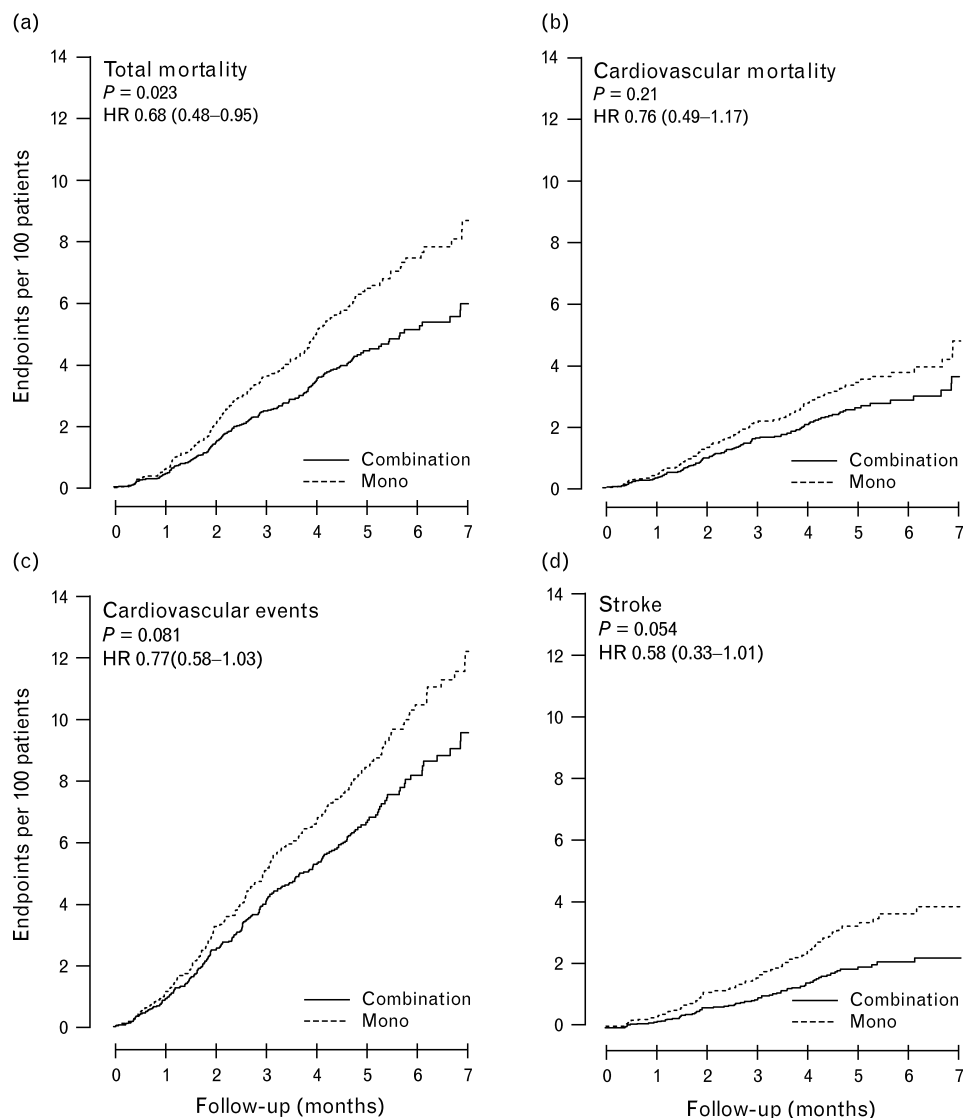 (a)
Total mortality
P = 0.023
HR 0.68 (0.48–0.95)
14
12
10
8
6
4
2
0
Endpoints per 100 patients
Combination
Mono
0 1 2 3 4 5 6 7
(b)
Cardiovascular mortality
P = 0.21
HR 0.76 (0.49–1.17)
14
12
10
8
6
4
2
0
Combination
Mono
0 1 2 3 4 5 6 7
(c)
Cardiovascular events
P = 0.081
HR 0.77(0.58–1.03)
14
12
10
8
6
4
2
0
Endpoints per 100 patients
Combination
Mono
0 1 2 3 4 5 6 7
Follow-up (months)
(d)
Stroke
P = 0.054
HR 0.58 (0.33–1.01)
14
12
10
8
6
4
2
0
Combination
Mono
0 1 2 3 4 5 6 7
Follow-up (months)